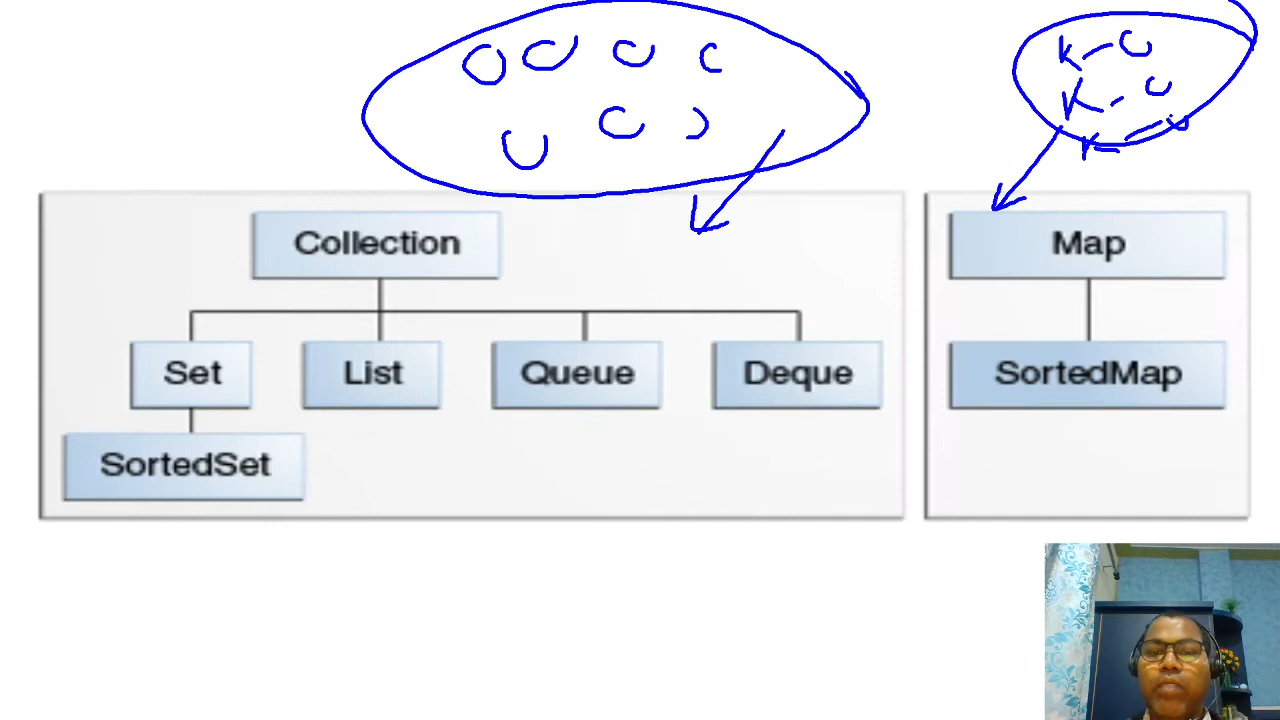 K
K
K
Collection
Map
Set
List
Queue
Deque
SortedMap
SortedSet